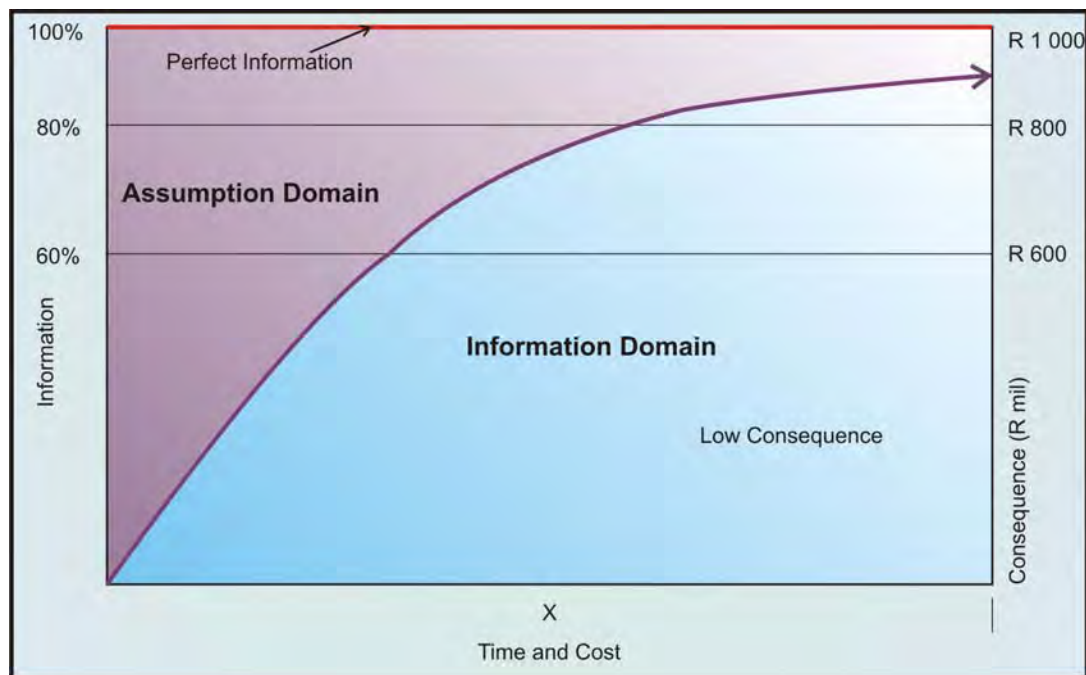 100%
R 1 000
Perfect Information
80%
R 800
Assumption Domain
60%
R 600
Information Domain
Information
Low Consequence
Consequence (R mil)
X
Time and Cost